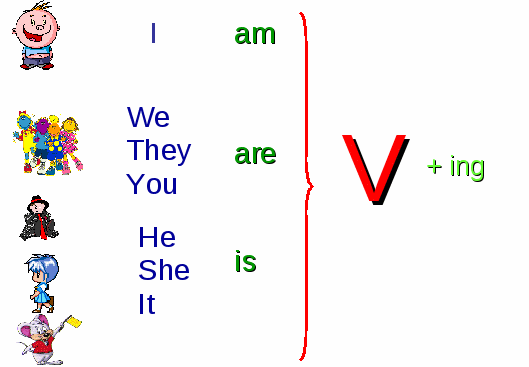 I am
We
They are
You
He
She is
It
V + ing